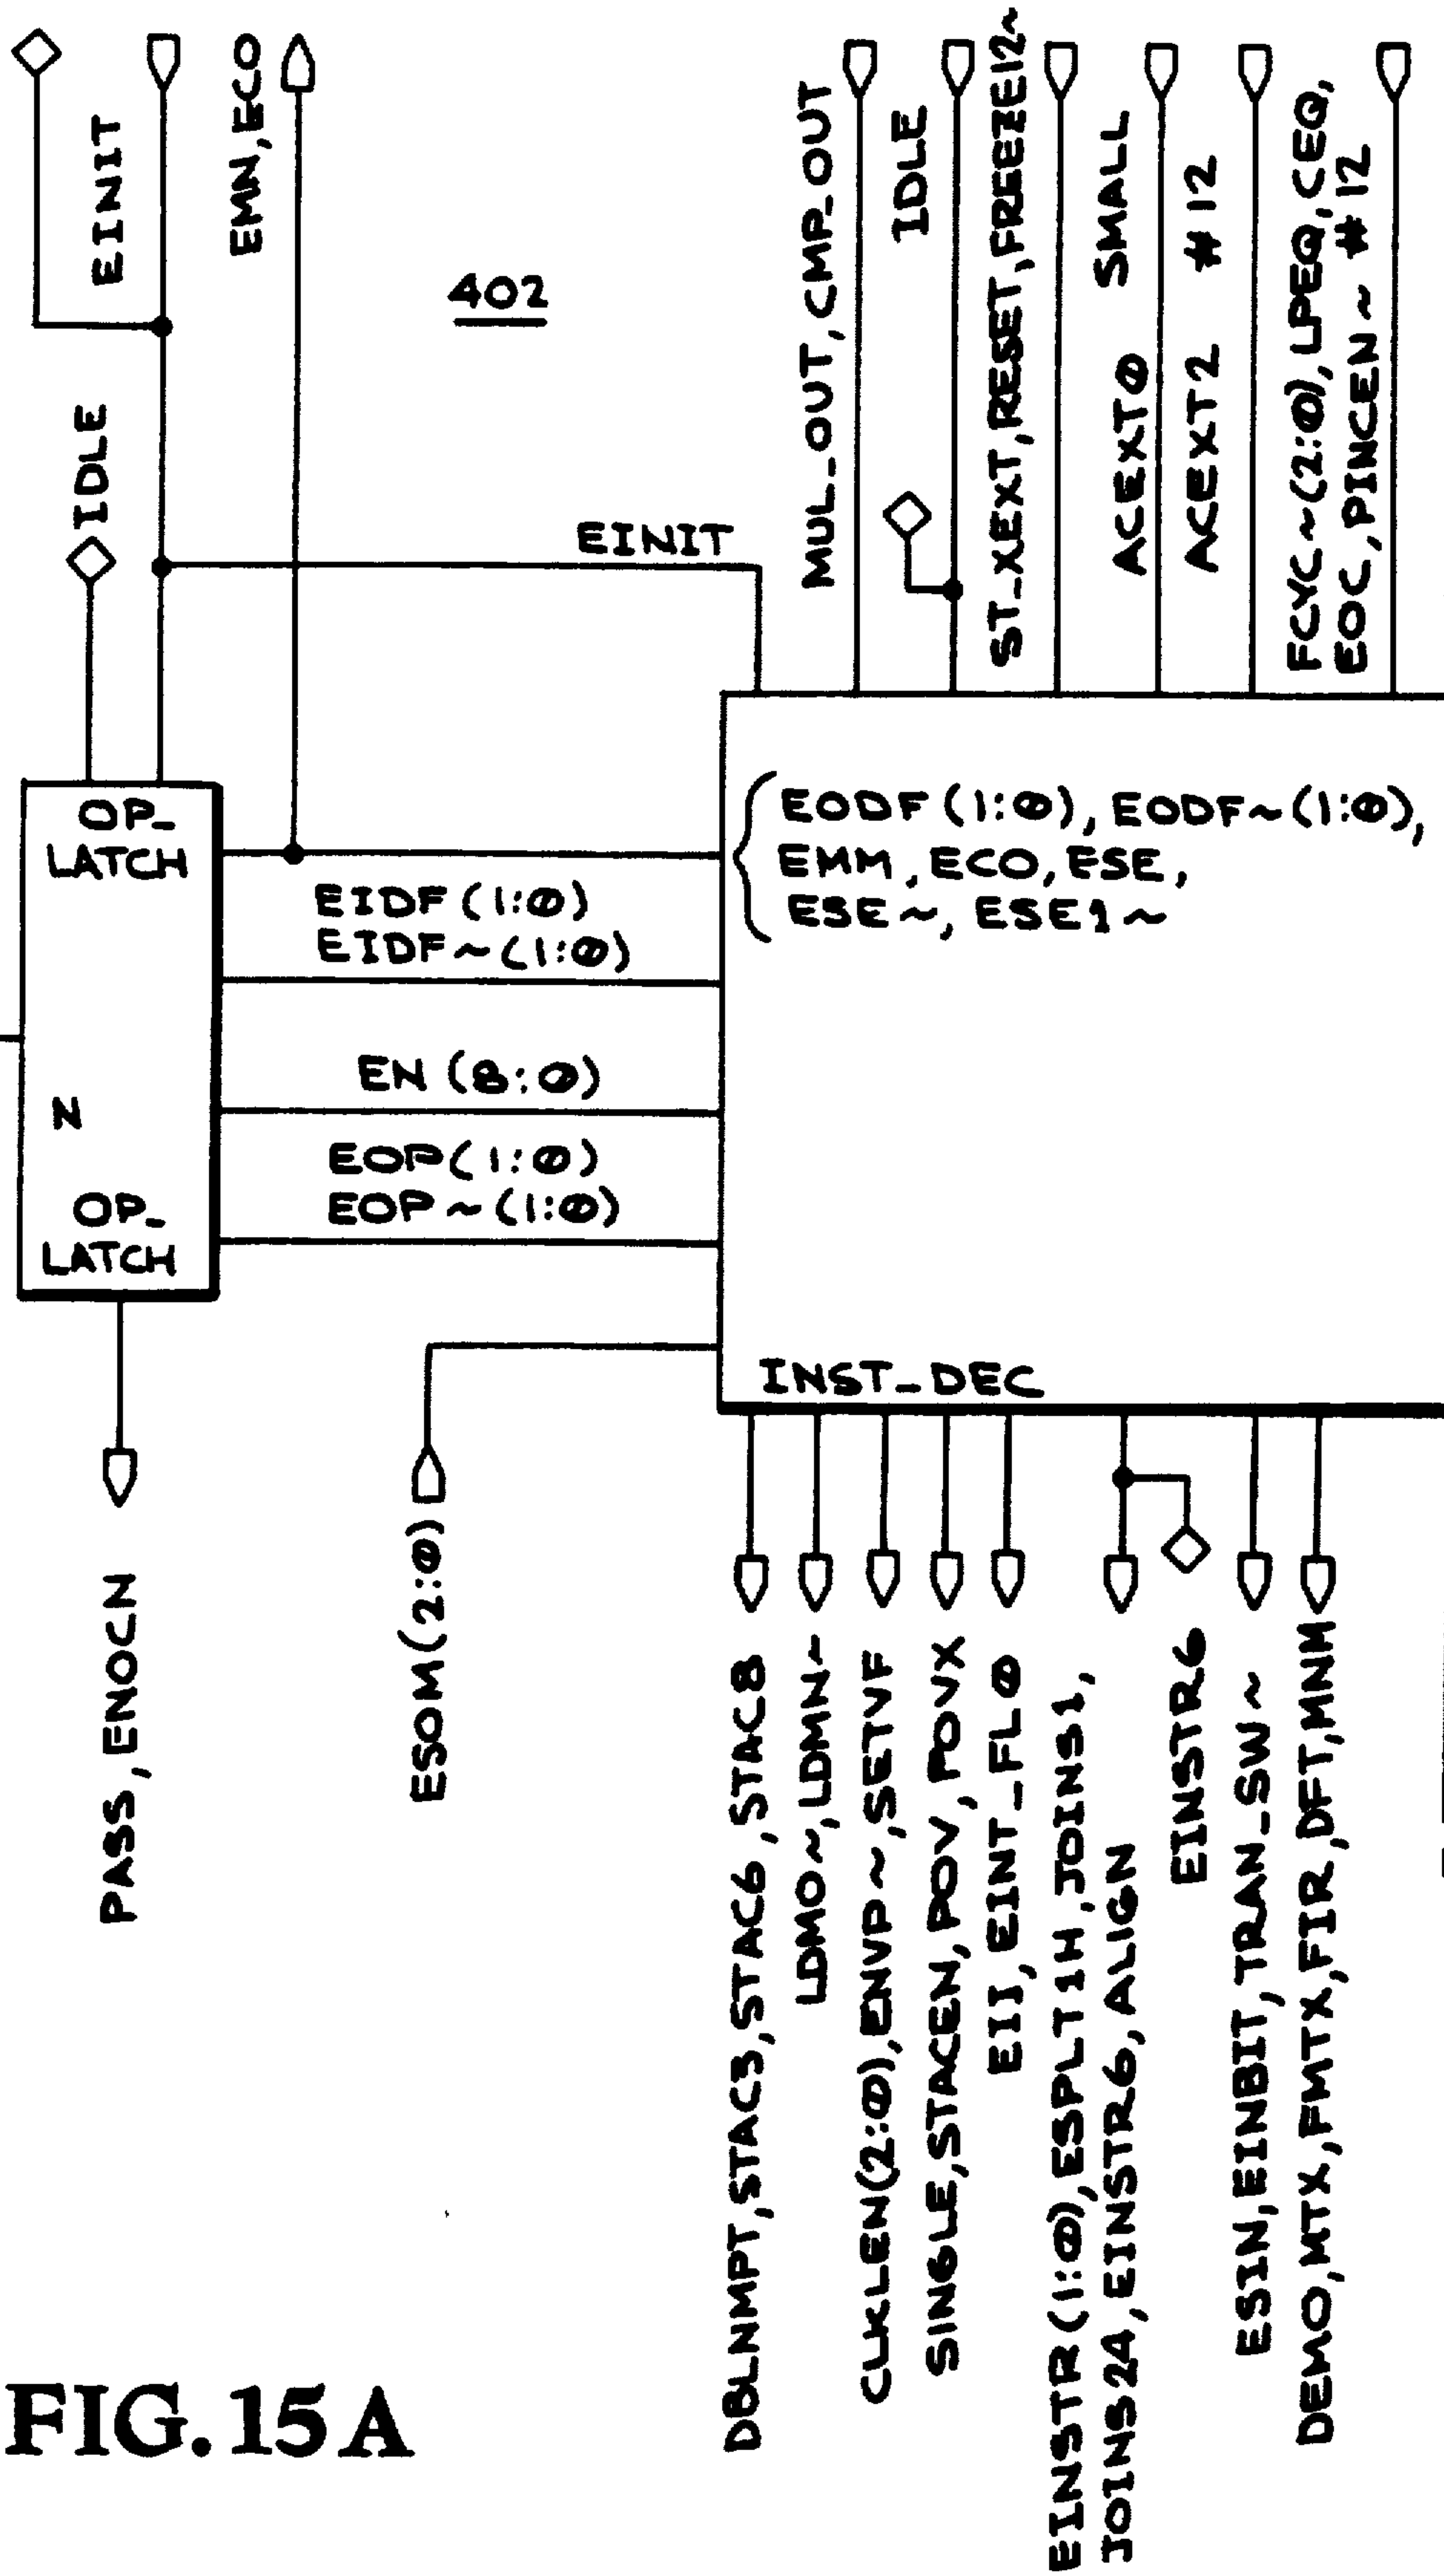 EINIT
EMN, ECO
IDLE
402
EINIT
MUL_OUT, CMP_OUT
IDLE
ST_XEXT, RESET, FREEZE12~
ACEXT0 SMALL
ACEXT2 #12
FCYC~(2:0), LPEQ, CEQ,
EOC, PINCEN~ #12
OP_
LATCH
EIDF (1:0)
EIDF~(1:0)
EN (8:0)
N
EOP(1:0)
EOP~(1:0)
OP_
LATCH
EODF (1:0), EODF~(1:0),
EMM, ECO, ESE,
ESE~, ESE1~
INST_DEC
PASS, ENOCN
ESOM(2:0)
DBLNMPT, STAC3, STAC6, STAC8
LDMO~, LDMN~
CLKLEN(2:0), ENVP~, SETVF
SINGLE, STACEN, POV, POVX
EII, EINT_FL0
EINSTR(1:0), ESPLT1H, JOINS1,
JOINS24, EINSTR6, ALIGN
EINSTR6
ESIN, EINBIT, TRAN_SW~
DEMO, MTX, FMTX, FIR, DFT, MNM
FIG. 15A